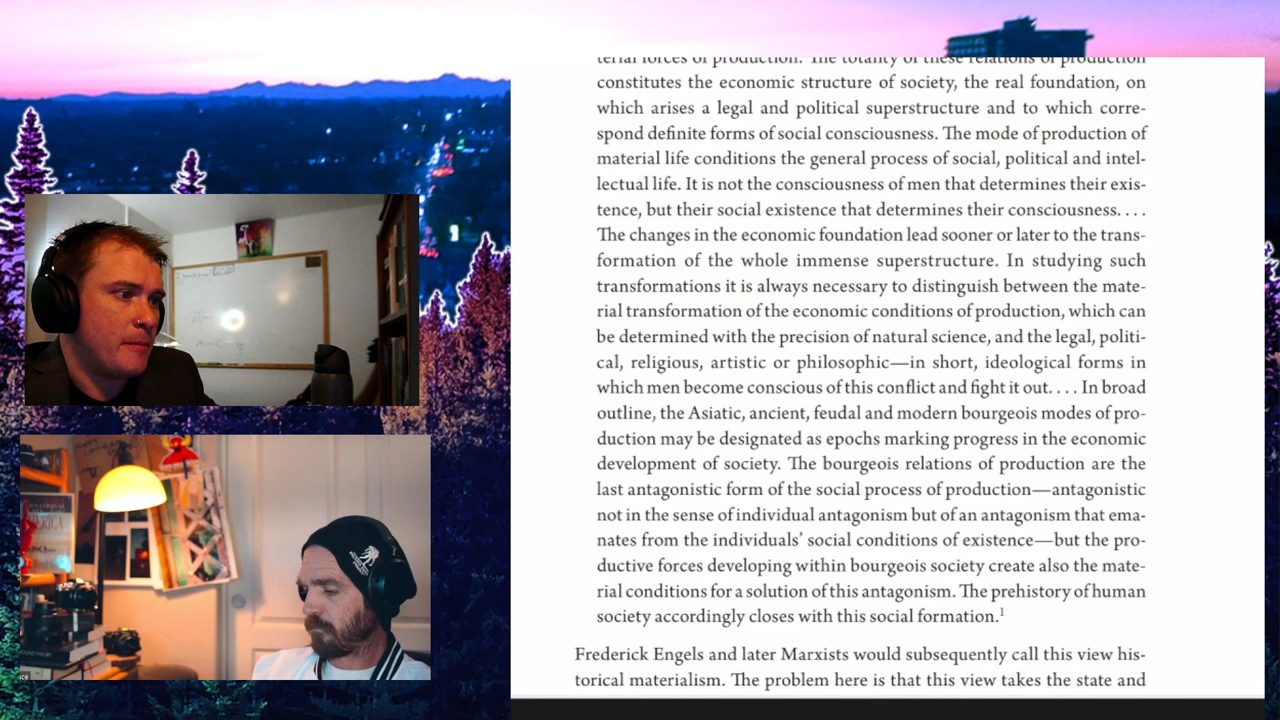 terial forces of production. The totality of these relations of production
constitutes the economic structure of society, the real foundation, on
which arises a legal and political superstructure and to which corre-
spond definite forms of social consciousness. The mode of production of
material life conditions the general process of social, political and intel-
lectual life. It is not the consciousness of men that determines their exis-
tence, but their social existence that determines their consciousness. . . .
The changes in the economic foundation lead sooner or later to the trans-
formation of the whole immense superstructure. In studying such
transformations it is always necessary to distinguish between the mate-
rial transformation of the economic conditions of production, which can
be determined with the precision of natural science, and the legal, politi-
cal, religious, artistic or philosophic—in short, ideological forms in
which men become conscious of this conflict and fight it out. . . . In broad
outline, the Asiatic, ancient, feudal and modern bourgeois modes of pro-
duction may be designated as epochs marking progress in the economic
development of society. The bourgeois relations of production are the
last antagonistic form of the social process of production—antagonistic
not in the sense of individual antagonism but of an antagonism that ema-
nates from the individuals’ social conditions of existence—but the pro-
ductive forces developing within bourgeois society create also the mate-
rial conditions for a solution of this antagonism. The prehistory of human
society accordingly closes with this social formation.1
Frederick Engels and later Marxists would subsequently call this view his-
torical materialism. The problem here is that this view takes the state and